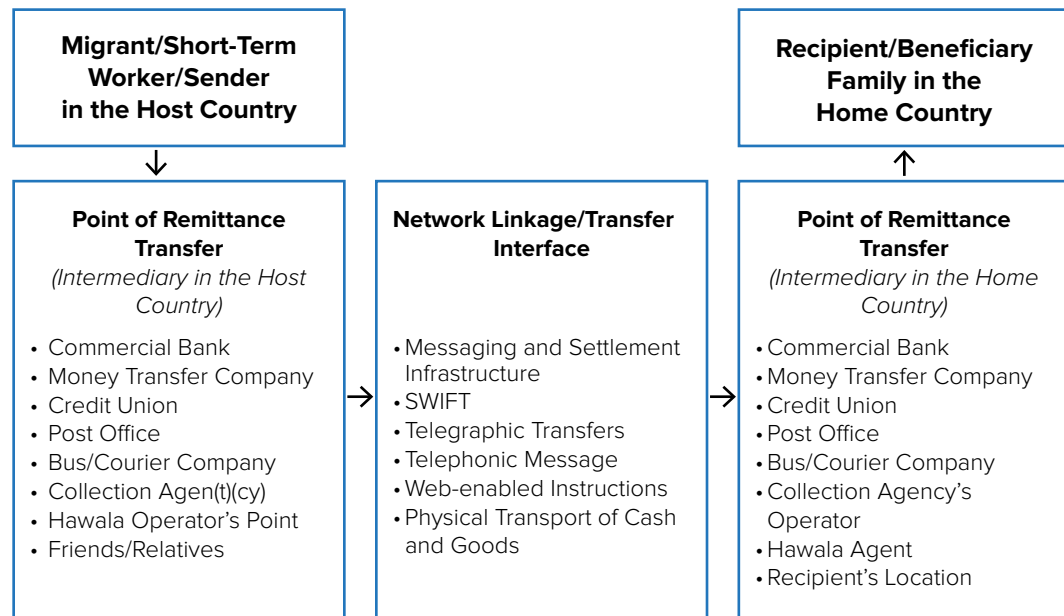 Migrant/Short-Term
Worker/Sender
in the Host Country
Recipient/Beneficiary
Family in the
Home Country
Point of Remittance
Transfer
(Intermediary in the Host
Country)
• Commercial Bank
• Money Transfer Company
• Credit Union
• Post Office
• Bus/Courier Company
• Collection Agen(t)(cy)
• Hawala Operator’s Point
• Friends/Relatives
Network Linkage/Transfer
Interface
• Messaging and Settlement
Infrastructure
• SWIFT
• Telegraphic Transfers
• Telephonic Message
• Web-enabled Instructions
• Physical Transport of Cash
and Goods
Point of Remittance
Transfer
(Intermediary in the Home
Country)
• Commercial Bank
• Money Transfer Company
• Credit Union
• Post Office
• Bus/Courier Company
• Collection Agency’s
Operator
• Hawala Agent
• Recipient’s Location